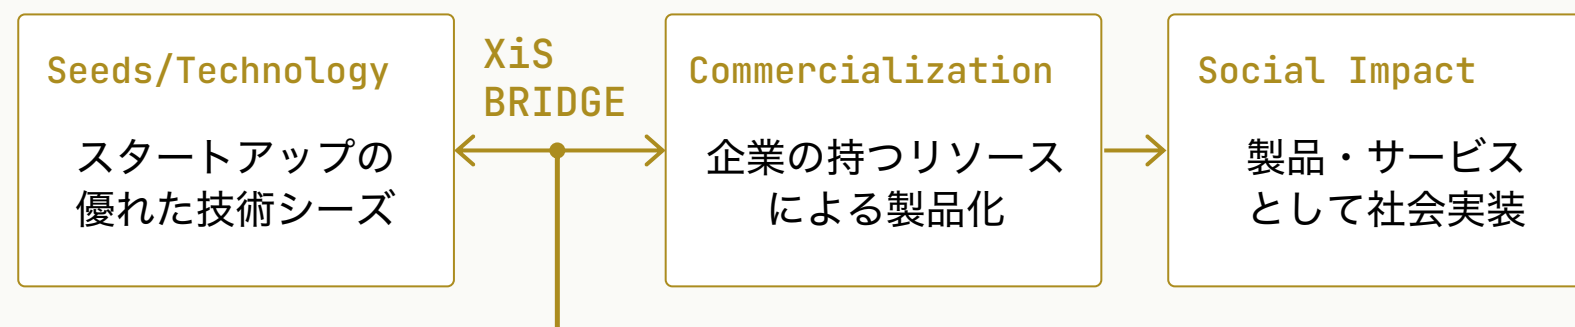 Seeds/Technology
スタートアップの
優れた技術シーズ
XiS
BRIDGE
Commercialization
企業の持つリソース
による製品化
Social Impact
製品・サービス
として社会実装